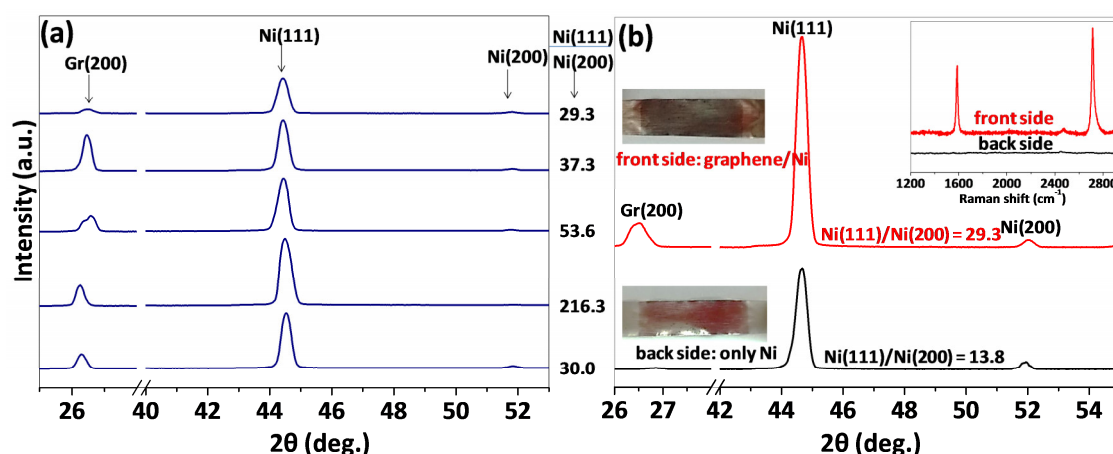 (a)
Gr(200)
Ni(111)
Ni(200)
Ni(111)
Ni(200)
29.3
37.3
53.6
216.3
30.0
Intensity (a.u.)
26 40 42 44 46 48 50 52
2θ (deg.)
(b)
Ni(111)
front side: graphene/Ni
front side
back side
1200 1600 2000 2400 2800
Raman shift (cm-1)
Gr(200)
Ni(111)/Ni(200) = 29.3
Ni(200)
back side: only Ni
Ni(111)/Ni(200) = 13.8
26 27 42 44 46 48 50 52 54
2θ (deg.)